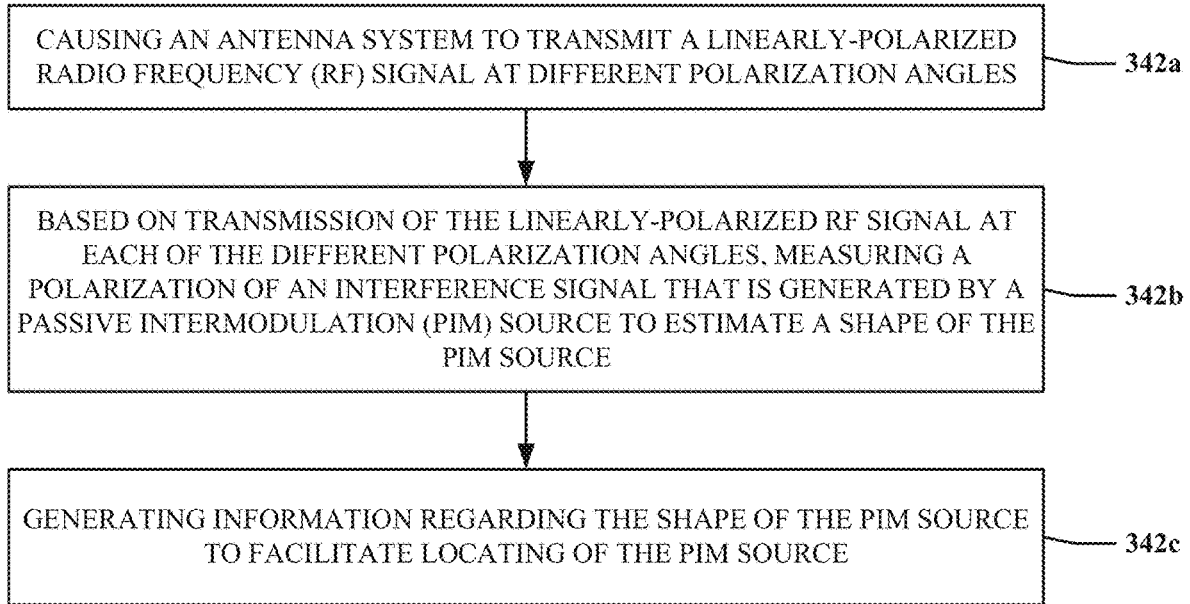 CAUSING AN ANTENNA SYSTEM TO TRANSMIT A LINEARLY-POLARIZED
RADIO FREQUENCY (RF) SIGNAL AT DIFFERENT POLARIZATION ANGLES
342a
BASED ON TRANSMISSION OF THE LINEARLY-POLARIZED RF SIGNAL AT
EACH OF THE DIFFERENT POLARIZATION ANGLES, MEASURING A
POLARIZATION OF AN INTERFERENCE SIGNAL THAT IS GENERATED BY A
PASSIVE INTERMODULATION (PIM) SOURCE TO ESTIMATE A SHAPE OF THE
PIM SOURCE
342b
GENERATING INFORMATION REGARDING THE SHAPE OF THE PIM SOURCE
TO FACILITATE LOCATING OF THE PIM SOURCE
342c